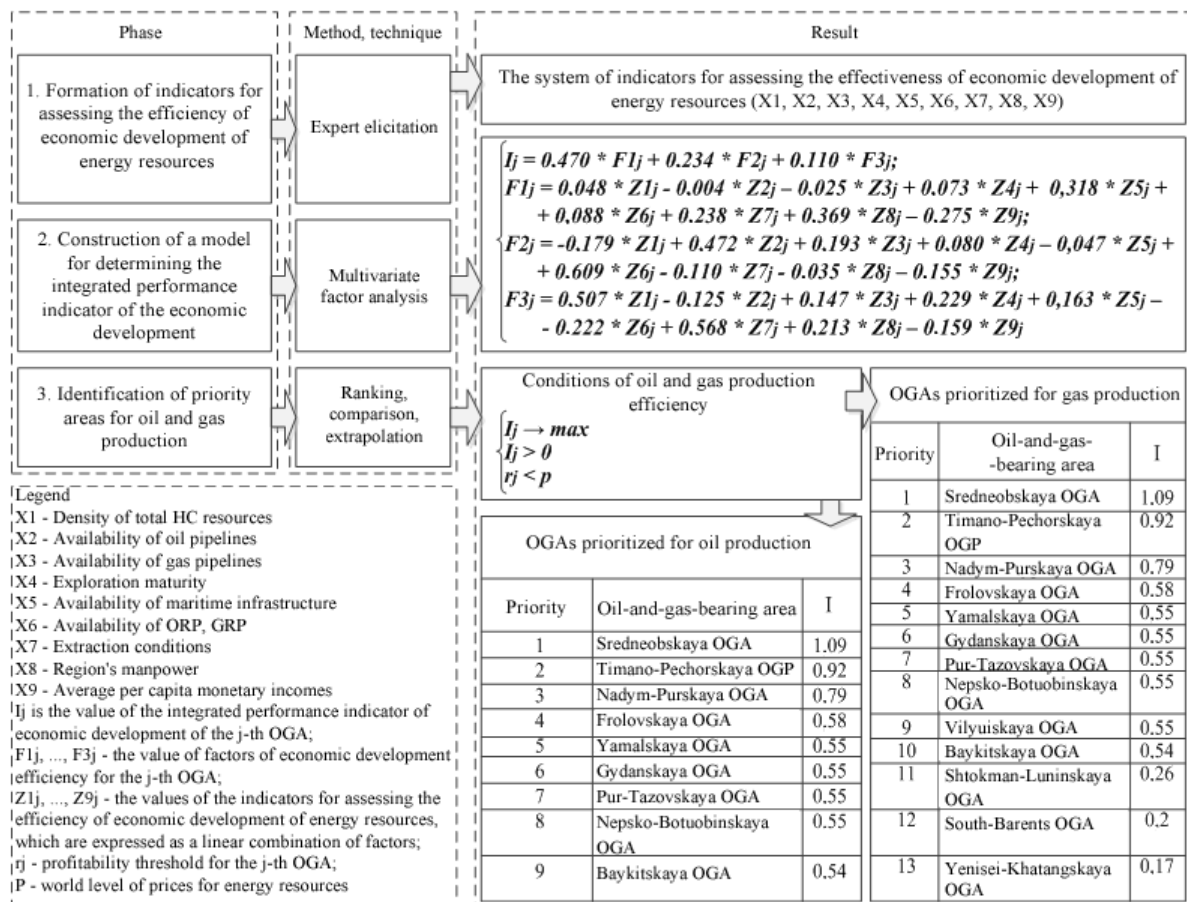 Phase
Method, technique
Result
1. Formation of indicators for
assessing the efficiency of
economic development of
energy resources
Expert elicitation
The system of indicators for assessing the effectiveness of economic development of
energy resources (X1, X2, X3, X4, X5, X6, X7, X8, X9)
2. Construction of a model
for determining the
integrated performance
indicator of the economic
development
Multivariate
factor analysis
Ij = 0.470 * F1j + 0.234 * F2j + 0.110 * F3j;
F1j = 0.048 * Z1j - 0.004 * Z2j – 0.025 * Z3j + 0.073 * Z4j + 0,318 * Z5j +
+ 0,088 * Z6j + 0.238 * Z7j + 0.369 * Z8j – 0.275 * Z9j;
F2j = -0.179 * Z1j + 0.472 * Z2j + 0.193 * Z3j + 0.080 * Z4j – 0,047 * Z5j +
+ 0.609 * Z6j - 0.110 * Z7j - 0.035 * Z8j – 0.155 * Z9j;
F3j = 0.507 * Z1j - 0.125 * Z2j + 0.147 * Z3j + 0.229 * Z4j + 0,163 * Z5j –
- 0.222 * Z6j + 0.568 * Z7j + 0.213 * Z8j – 0.159 * Z9j
3. Identification of priority
areas for oil and gas
production
Ranking,
comparison,
extrapolation
Conditions of oil and gas production
efficiency
Ij → max
Ij > 0
rj < p
OGAs prioritized for gas production
Priority
Oil-and-gas-
-bearing area
I
1 Sredneobskaya OGA 1.09
2 Timano-Pechorskaya 0.92
OGP
3 Nadym-Purskaya OGA 0.79
4 Frolovskaya OGA 0.58
5 Yamalskaya OGA 0,55
6 Gydanskaya OGA 0.55
7 Pur-Tazovskaya OGA 0.55
8 Nepsko-Botuobinskaya 0,55
OGA
9 Vilyuiskaya OGA 0.55
10 Baykitskaya OGA 0.54
11 Shtokman-Luninskaya 0,26
OGA
12 South-Barents OGA 0,2
13 Yenisei-Khatangskaya 0,17
OGA
OGAs prioritized for oil production
Priority Oil-and-gas-bearing area I
1 Sredneobskaya OGA 1.09
2 Timano-Pechorskaya OGP 0.92
3 Nadym-Purskaya OGA 0.79
4 Frolovskaya OGA 0.58
5 Yamalskaya OGA 0.55
6 Gydanskaya OGA 0.55
7 Pur-Tazovskaya OGA 0.55
8 Nepsko-Botuobinskaya 0.55
OGA
9 Baykitskaya OGA 0,54
Legend
X1 - Density of total HC resources
X2 - Availability of oil pipelines
X3 - Availability of gas pipelines
X4 - Exploration maturity
X5 - Availability of maritime infrastructure
X6 - Availability of ORP, GRP
X7 - Extraction conditions
X8 - Region's manpower
X9 - Average per capita monetary incomes
Ij is the value of the integrated performance indicator of
economic development of the j-th OGA;
F1j, ..., F3j - the value of factors of economic development
efficiency for the j-th OGA;
Z1j, ..., Z9j - the values of the indicators for assessing the
efficiency of economic development of energy resources,
which are expressed as a linear combination of factors;
rj - profitability threshold for the j-th OGA;
P - world level of prices for energy resources